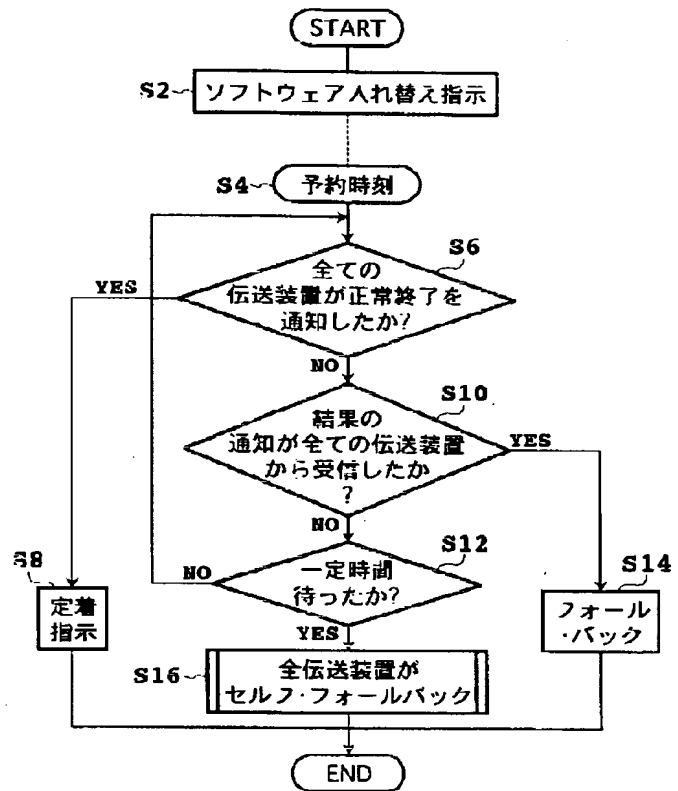 START
S2
ソフトウェア入れ替え指示
S4
予約時刻
S6
全ての
伝送装置が正常終了を
通知したか?
YES
NO
S10
結果の
通知が全ての伝送装置
から受信したか
?
YES
NO
S12
一定時間
待ったか?
NO
YES
S8
定着
指示
S14
フォール
・バック
S16
全伝送装置が
セルフ・フォールバック
END